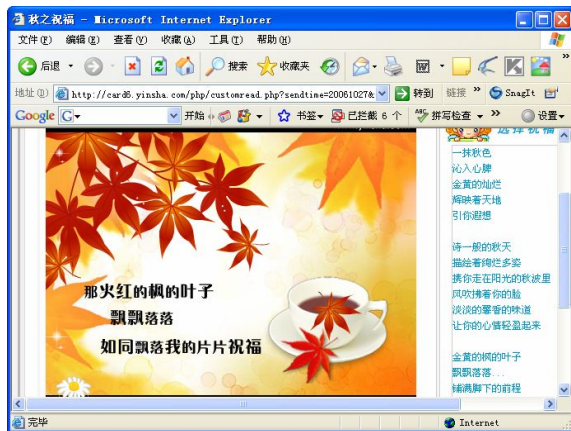 秋之祝福 - Microsoft Internet Explorer
文件(F) 编辑(E) 查看(V) 收藏(A) 工具(T) 帮助(H)
后退 搜索 收藏夹
地址(D) http://card6.yinsha.com/php/customread.php?sendtime=20061027& 转到 链接 » SnagIt
Google G 开始 书签 已拦截 6 个 拼写检查 » 设置
选择祝福
一抹秋色
沁入心脾
金黄的灿烂
辉映着天地
引你遐想
诗一般的秋天
描绘着绚烂多姿
携你走在阳光的秋波里
风吹拂着你的脸
淡淡的馨香的味道
让你的心情轻盈起来
金黄的枫的叶子
飘飘落落...
铺满脚下的前程
那火红的枫的叶子
飘飘落落
如同飘落我的片片祝福
完毕 Internet